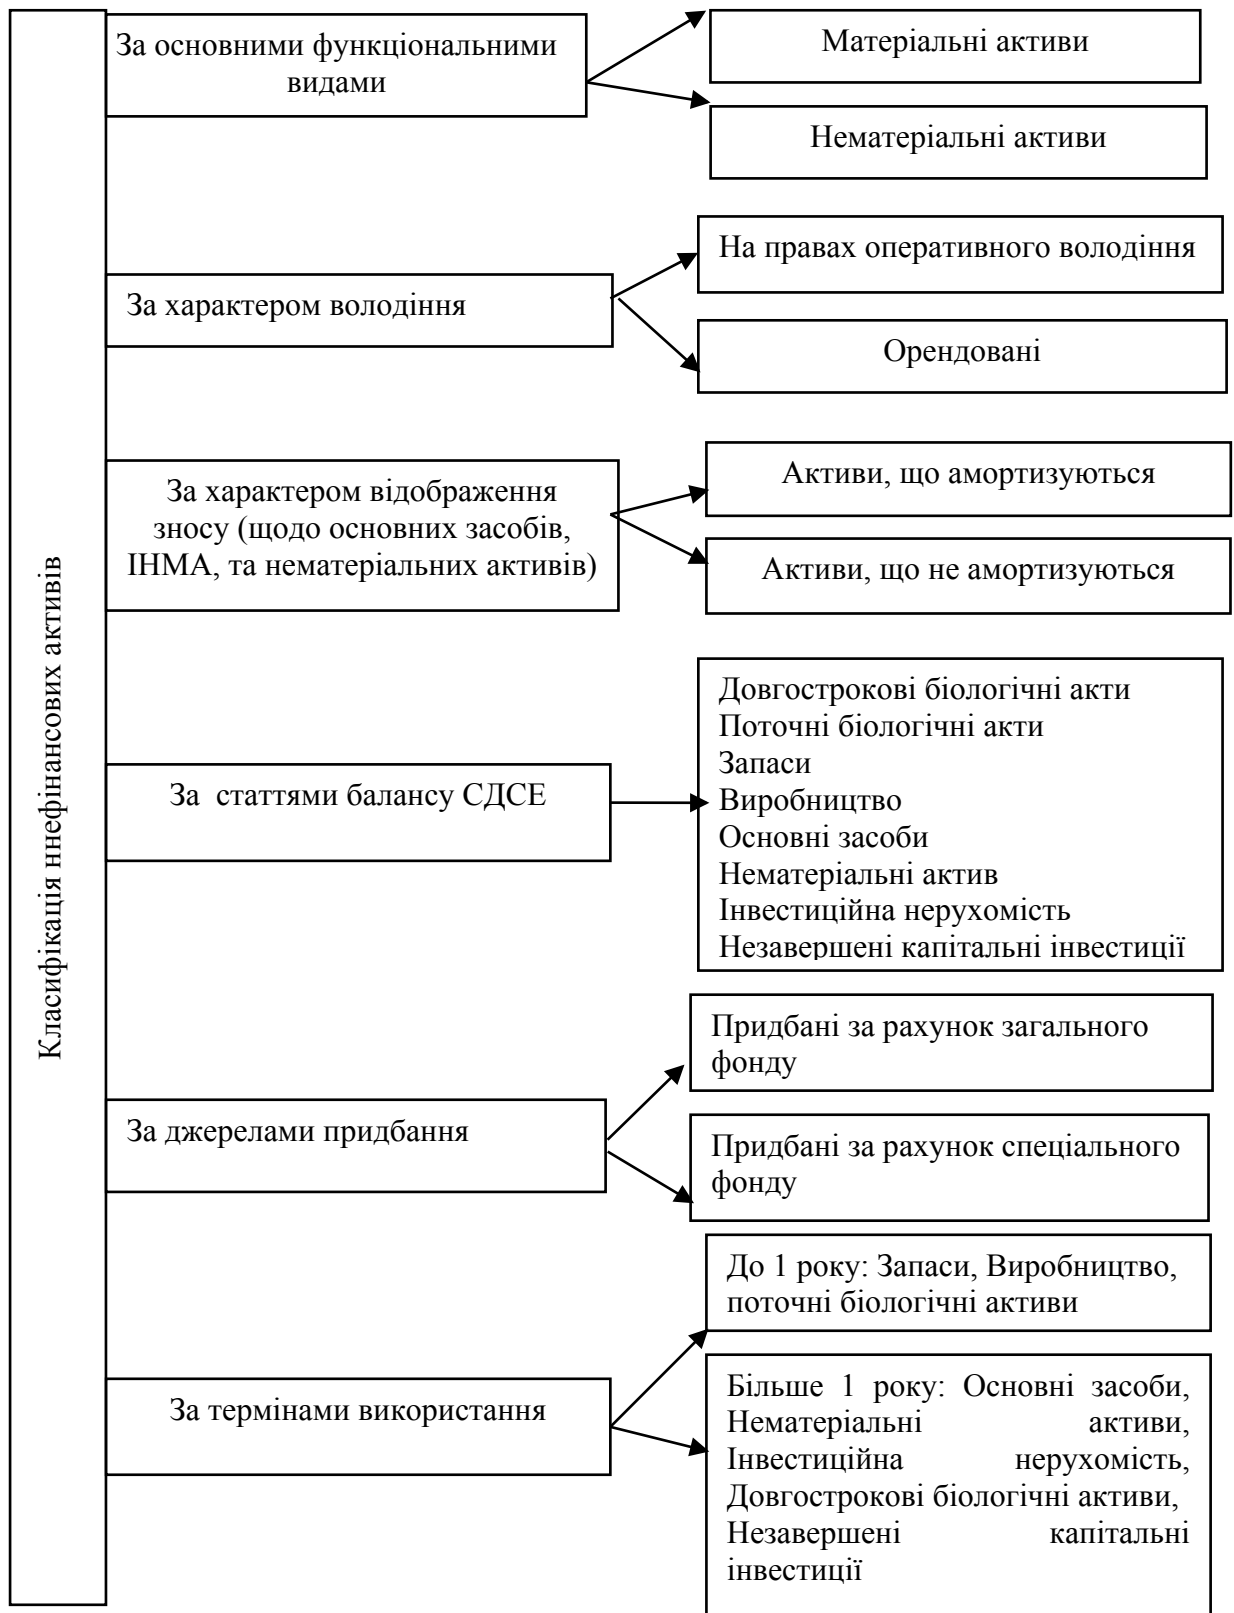 Класифікація ннефінансових активів
За основними функціональними
видами
Матеріальні активи
Нематеріальні активи
За характером володіння
На правах оперативного володіння
Орендовані
За характером відображення
зносу (щодо основних засобів,
ІНМА, та нематеріальних активів)
Активи, що амортизуються
Активи, що не амортизуються
За статтями балансу СДСЕ
Довгострокові біологічні акти
Поточні біологічні акти
Запаси
Виробництво
Основні засоби
Нематеріальні актив
Інвестиційна нерухомість
Незавершені капітальні інвестиції
За джерелами придбання
Придбані за рахунок загального
фонду
Придбані за рахунок спеціального
фонду
За термінами використання
До 1 року: Запаси, Виробництво,
поточні біологічні активи
Більше 1 року: Основні засоби,
Нематеріальні активи,
Інвестиційна нерухомість,
Довгострокові біологічні активи,
Незавершені капітальні
інвестиції